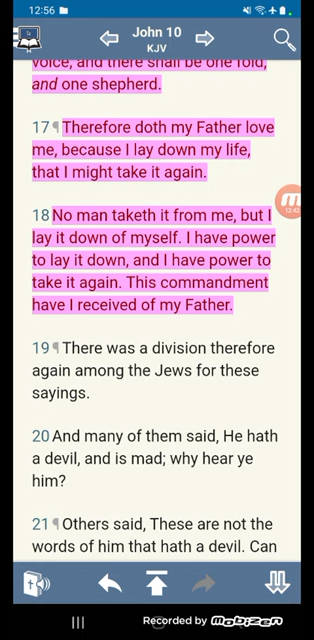 12:56
John 10
KJV
voice, and there shall be one fold,
and one shepherd.
17 ¶ Therefore doth my Father love
me, because I lay down my life,
that I might take it again.
18 No man taketh it from me, but I
lay it down of myself. I have power
to lay it down, and I have power to
take it again. This commandment
have I received of my Father.
19 ¶ There was a division therefore
again among the Jews for these
sayings.
20 And many of them said, He hath
a devil, and is mad; why hear ye
him?
21 ¶ Others said, These are not the
words of him that hath a devil. Can
Recorded by Mobizen